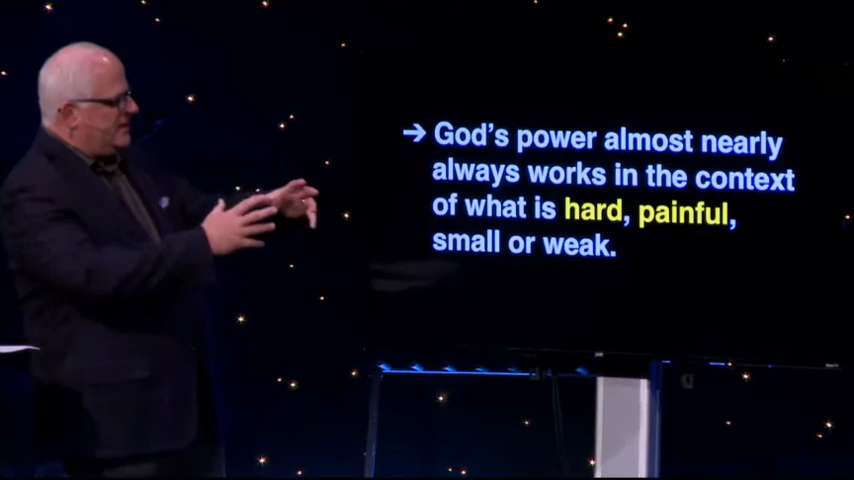 → God's power almost nearly
always works in the context
of what is hard, painful,
small or weak.